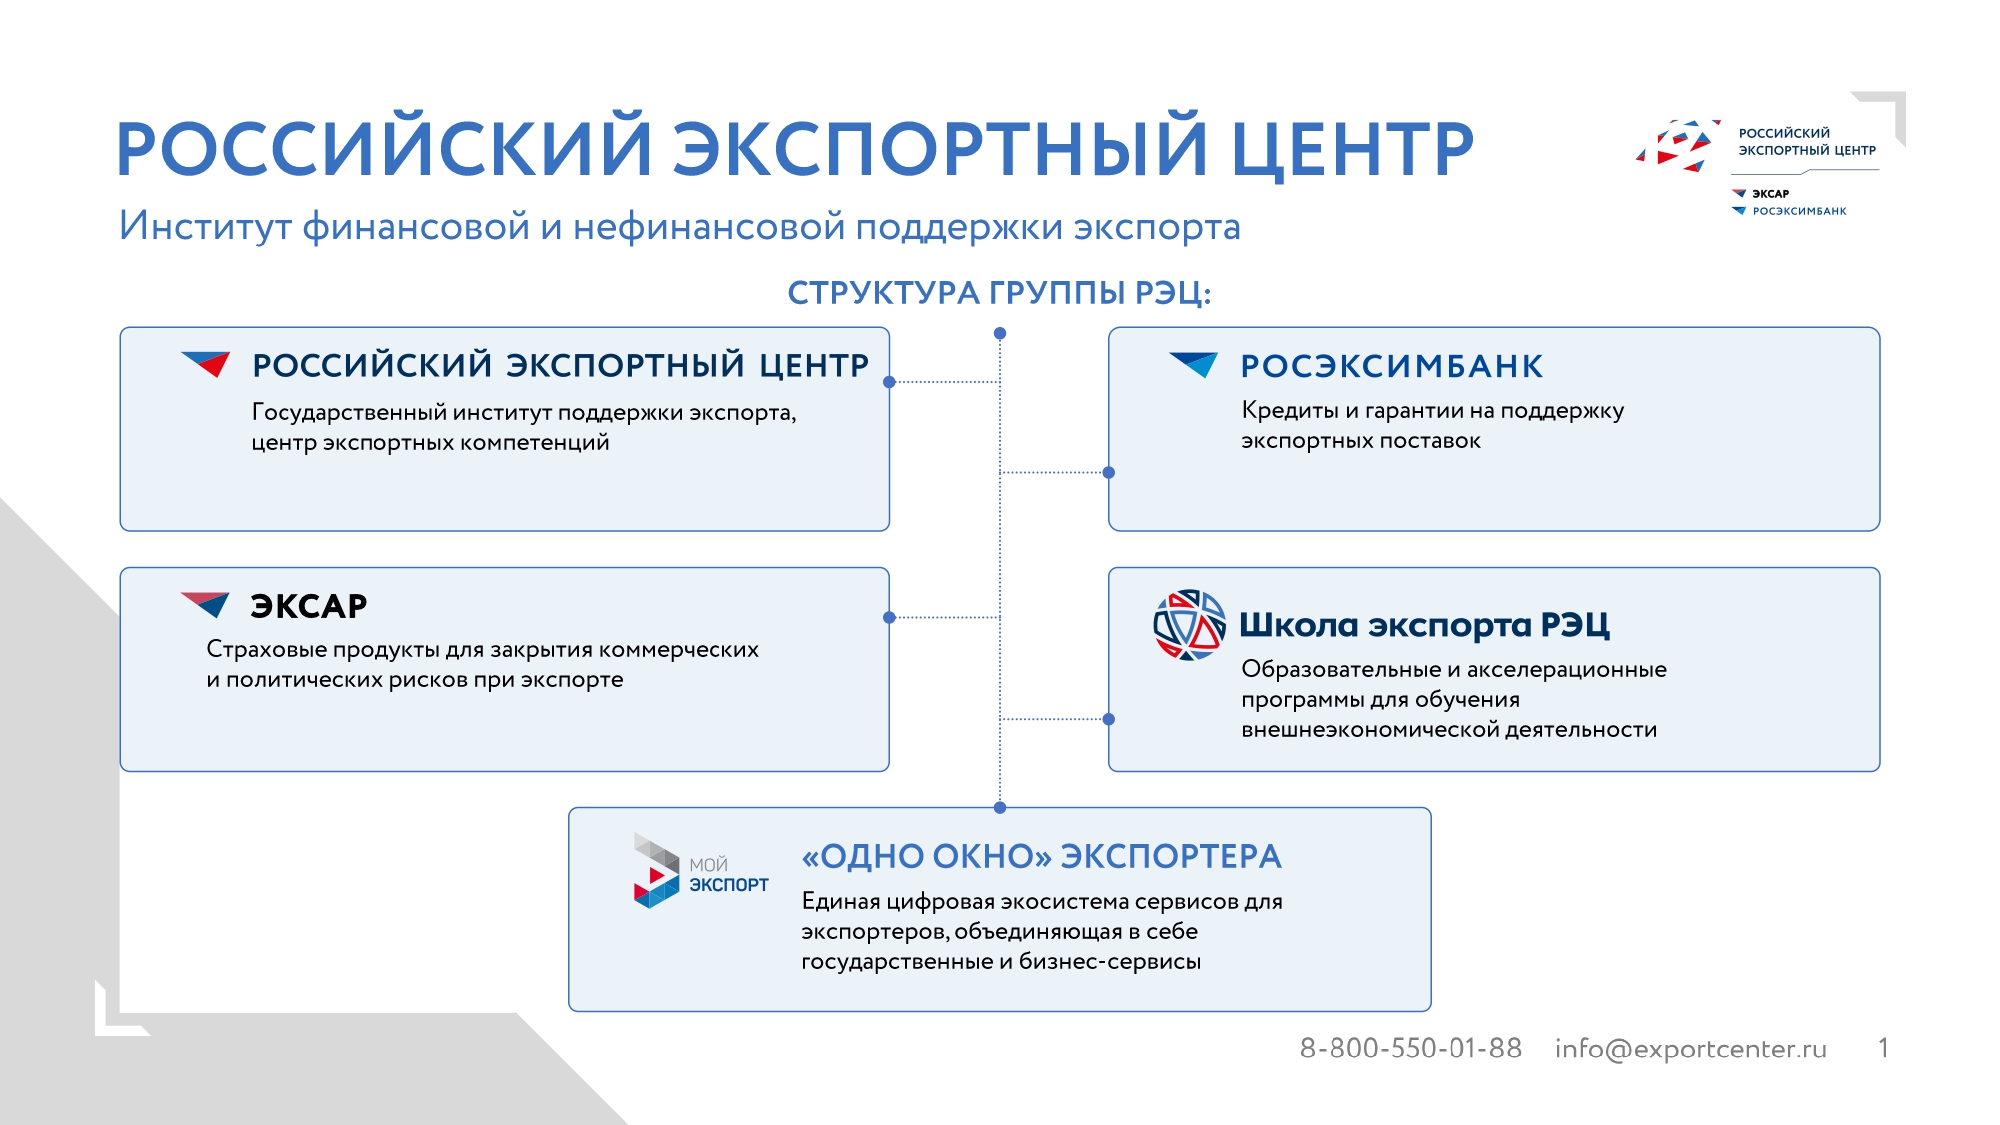 РОССИЙСКИЙ ЭКСПОРТНЫЙ ЦЕНТР
Институт финансовой и нефинансовой поддержки экспорта
РОССИЙСКИЙ
ЭКСПОРТНЫЙ ЦЕНТР
ЭКСАР
РОСЭКСИМБАНК
СТРУКТУРА ГРУППЫ РЭЦ:
РОССИЙСКИЙ ЭКСПОРТНЫЙ ЦЕНТР
Государственный институт поддержки экспорта,
центр экспортных компетенций
РОСЭКСИМБАНК
Кредиты и гарантии на поддержку
экспортных поставок
ЭКСАР
Страховые продукты для закрытия коммерческих
и политических рисков при экспорте
Школа экспорта РЭЦ
Образовательные и акселерационные
программы для обучения
внешнеэкономической деятельности
МОЙ
ЭКСПОРТ
«ОДНО ОКНО» ЭКСПОРТЕРА
Единая цифровая экосистема сервисов для
экспортеров, объединяющая в себе
государственные и бизнес-сервисы
8-800-550-01-88 info@exportcenter.ru 1